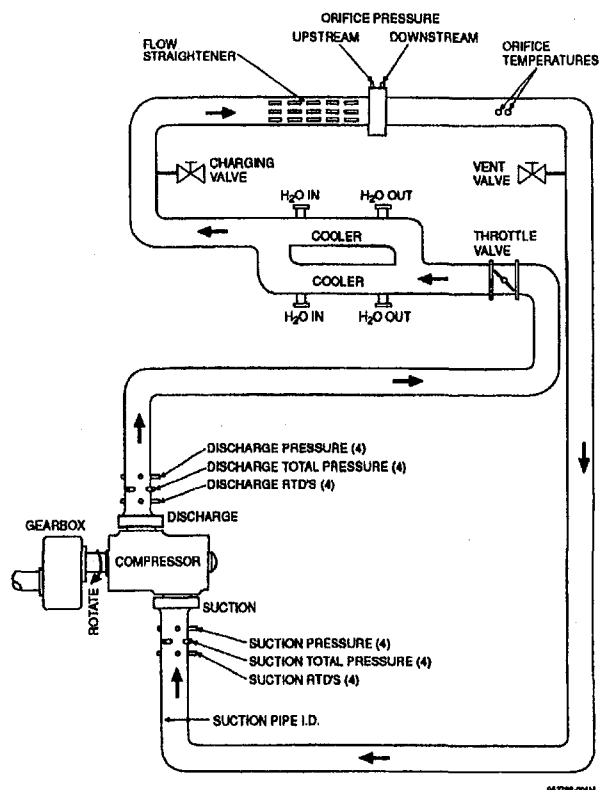 ORIFICE PRESSURE
UPSTREAM
DOWNSTREAM
FLOW
STRAIGHTENER
ORIFICE
TEMPERATURES
CHARGING
VALVE
VENT
VALVE
H2O IN
H2O OUT
COOLER
THROTTLE
VALVE
COOLER
H2O IN
H2O OUT
DISCHARGE PRESSURE (4)
DISCHARGE TOTAL PRESSURE (4)
DISCHARGE RTD'S (4)
DISCHARGE
GEARBOX
COMPRESSOR
ROTATE
SUCTION
SUCTION PRESSURE (4)
SUCTION TOTAL PRESSURE (4)
SUCTION RTD'S (4)
SUCTION PIPE I.D.